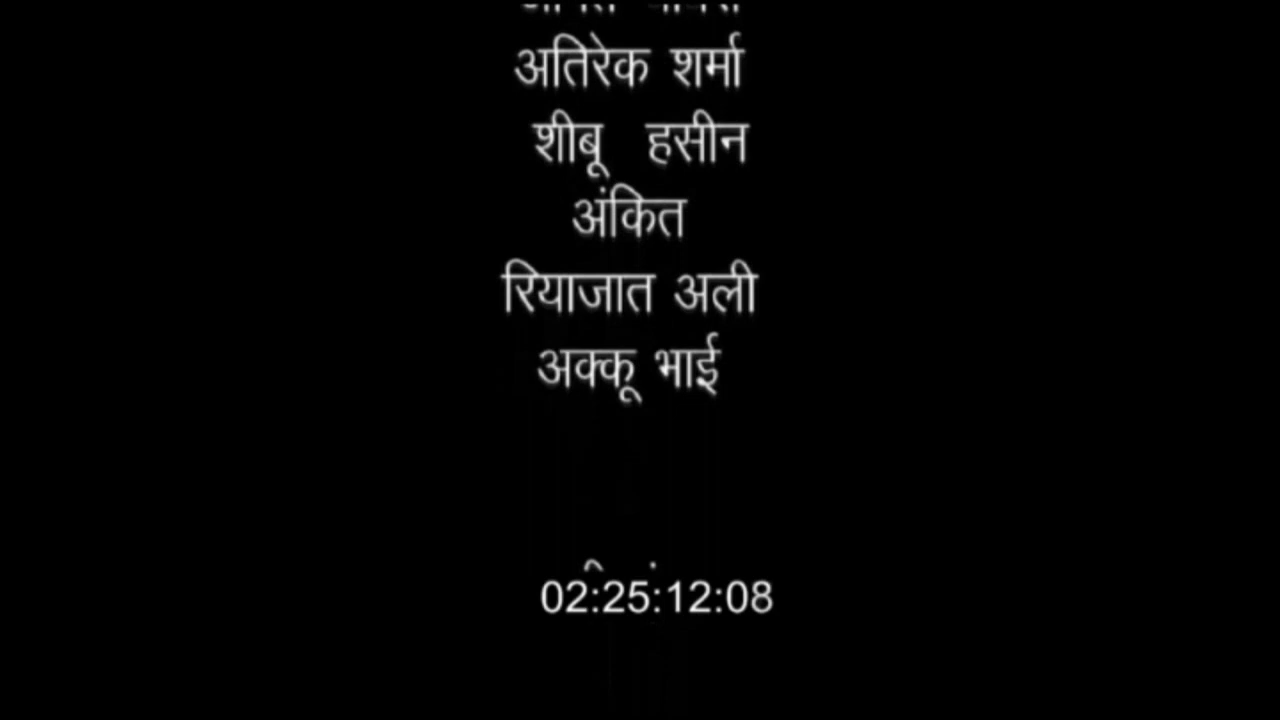 अतिरेक शर्मा
शीबू हसीन
अंकित
रियाजात अली
अक्कू भाई
02:25:12:08